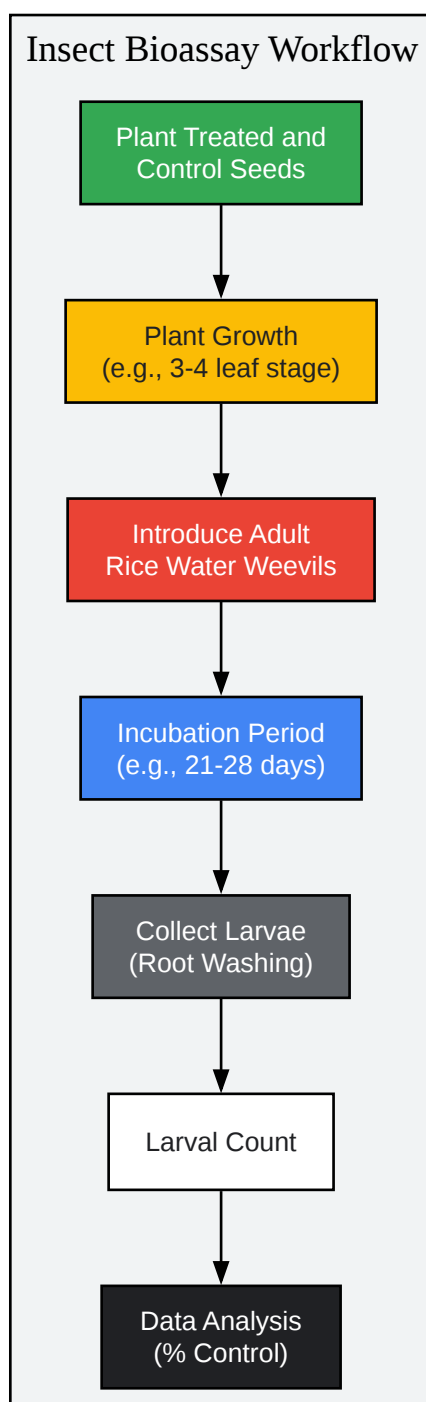 Insect Bioassay Workflow
Plant Treated and
Control Seeds
Plant Growth
(e.g., 3-4 leaf stage)
Introduce Adult
Rice Water Weevils
Incubation Period
(e.g., 21-28 days)
Collect Larvae
(Root Washing)
Larval Count
Data Analysis
(% Control)